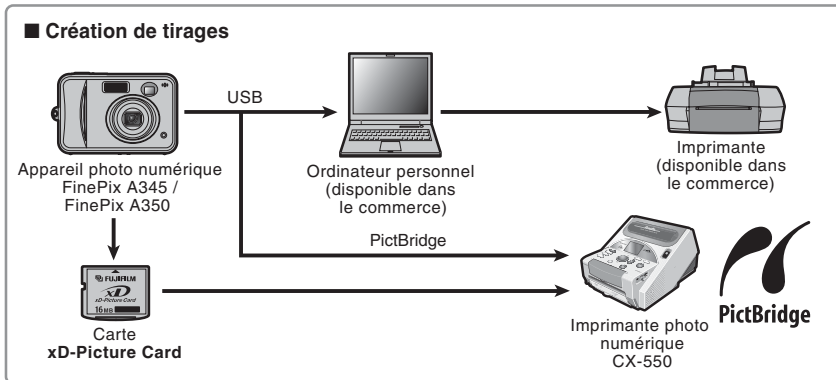 ■ Création de tirages
USB
Appareil photo numérique
FinePix A345 /
FinePix A350
Ordinateur personnel
(disponible dans
le commerce)
Imprimante
(disponible dans
le commerce)
PictBridge
FUJIFILM
xD
xD-Picture Card
16 MB
Carte
xD-Picture Card
Imprimante photo
numérique
CX-550
PictBridge